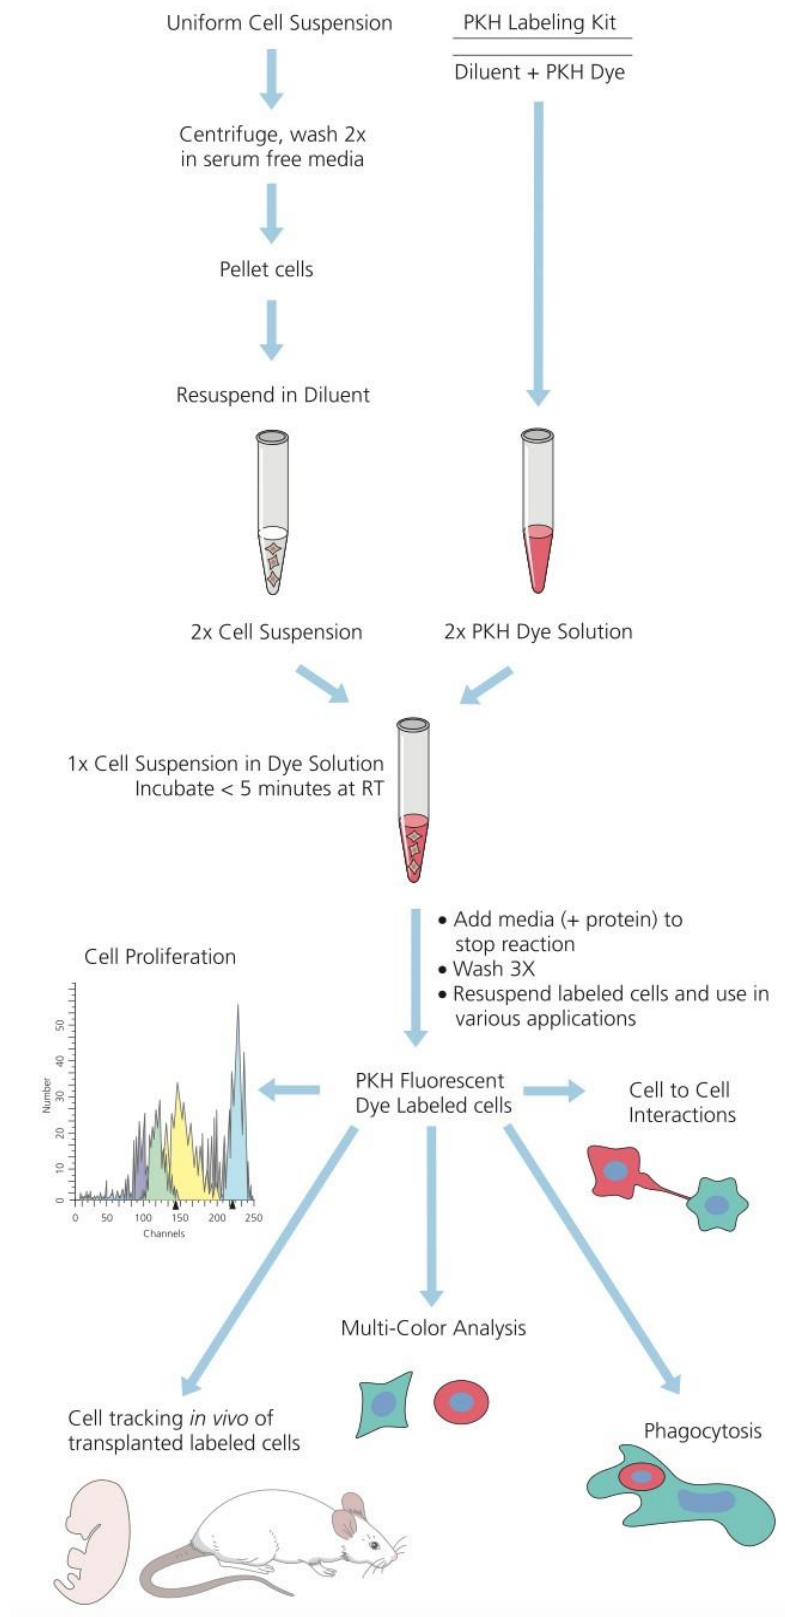 Uniform Cell Suspension
PKH Labeling Kit
Diluent + PKH Dye
Centrifuge, wash 2x
in serum free media
Pellet cells
Resuspend in Diluent
2x Cell Suspension
2x PKH Dye Solution
1x Cell Suspension in Dye Solution
Incubate < 5 minutes at RT
• Add media (+ protein) to
stop reaction
• Wash 3X
• Resuspend labeled cells and use in
various applications
Cell Proliferation
Number
50
40
30
20
10
0
0 50 100 150 200 250
Channels
PKH Fluorescent
Dye Labeled cells
Cell to Cell
Interactions
Multi-Color Analysis
Cell tracking in vivo of
transplanted labeled cells
Phagocytosis